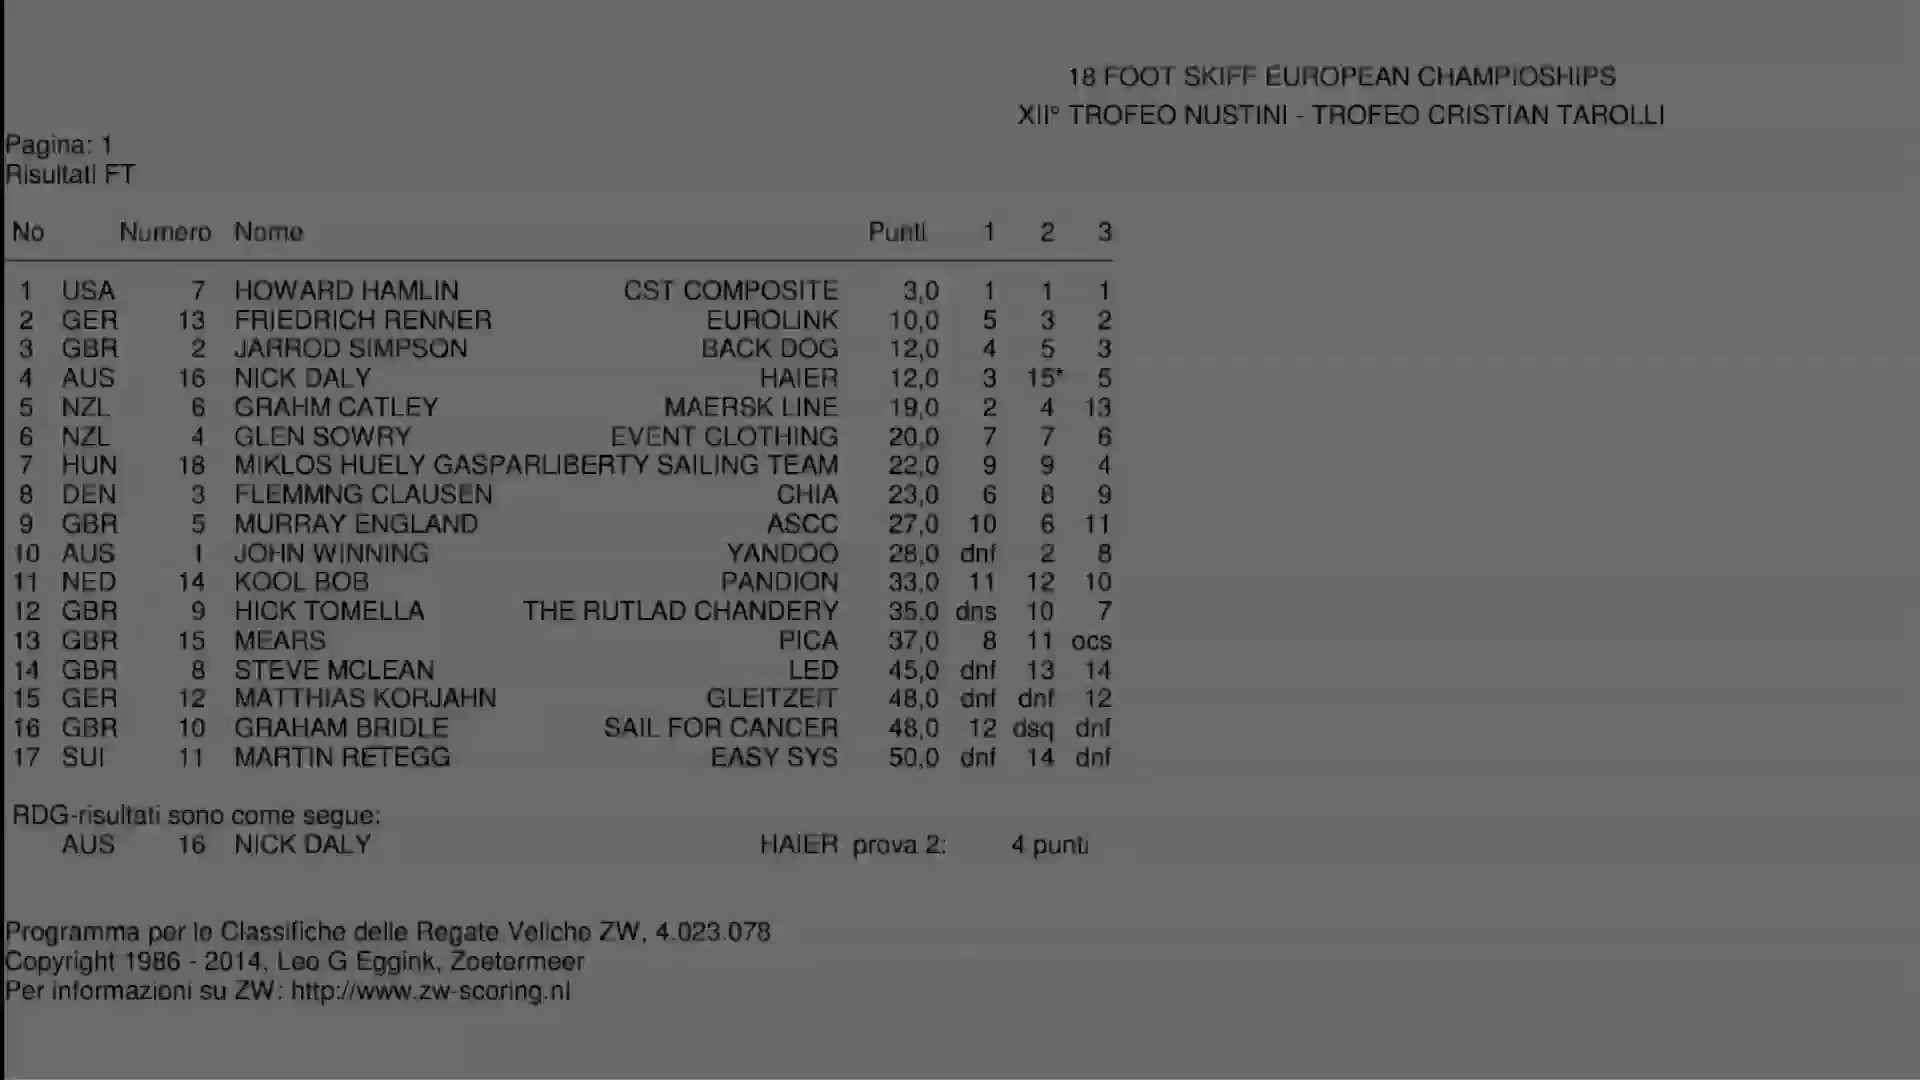 18 FOOT SKIFF EUROPEAN CHAMPIOSHIPS
XII° TROFEO NUSTINI - TROFEO CRISTIAN TAROLLI
Pagina: 1
Risultati FT
No Numero Nome Punti 1 2 3
1 USA 7 HOWARD HAMLIN CST COMPOSITE 3,0 1 1 1
2 GER 13 FRIEDRICH RENNER EUROLINK 10,0 5 3 2
3 GBR 2 JARROD SIMPSON BACK DOG 12,0 4 5 3
4 AUS 16 NICK DALY HAIER 12,0 3 15* 5
5 NZL 6 GRAHM CATLEY MAERSK LINE 19,0 2 4 13
6 NZL 4 GLEN SOWRY EVENT CLOTHING 20,0 7 7 6
7 HUN 18 MIKLOS HUELY GASPARLIBERTY SAILING TEAM 22,0 9 9 4
8 DEN 3 FLEMMNG CLAUSEN CHIA 23,0 6 8 9
9 GBR 5 MURRAY ENGLAND ASCC 27,0 10 6 11
10 AUS 1 JOHN WINNING YANDOO 28,0 dnf 2 8
11 NED 14 KOOL BOB PANDION 33,0 11 12 10
12 GBR 9 HICK TOMELLA THE RUTLAD CHANDERY 35,0 dns 10 7
13 GBR 15 MEARS PICA 37,0 8 11 ocs
14 GBR 8 STEVE MCLEAN LED 45,0 dnf 13 14
15 GER 12 MATTHIAS KORJAHN GLEITZEIT 48,0 dnf dnf 12
16 GBR 10 GRAHAM BRIDLE SAIL FOR CANCER 48,0 12 dsq dnf
17 SUI 11 MARTIN RETEGG EASY SYS 50,0 dnf 14 dnf
RDG-risultati sono come segue:
AUS 16 NICK DALY HAIER prova 2: 4 punti
Programma per le Classifiche delle Regate Veliche ZW, 4.023.078
Copyright 1986 - 2014, Leo G Eggink, Zoetermeer
Per informazioni su ZW: http://www.zw-scoring.nl